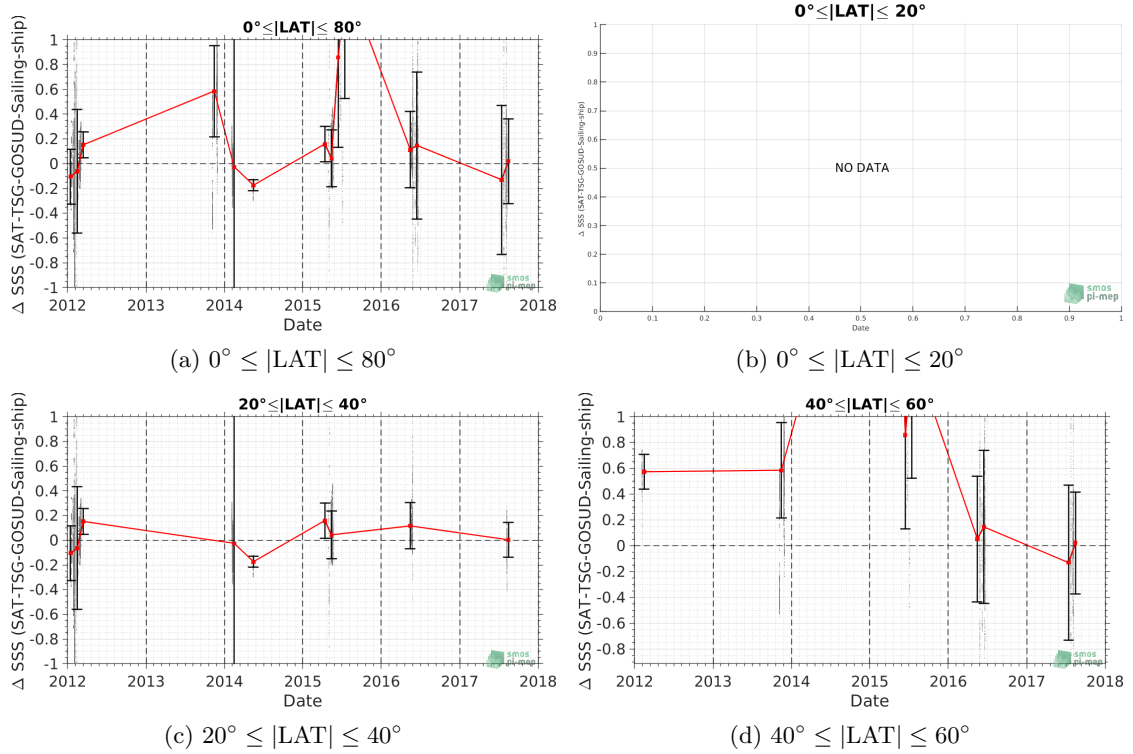 0°≤|LAT|≤ 80°
Δ SSS (SAT-TSG-GOSUD-Sailing-ship)
1
0.8
0.6
0.4
0.2
0
-0.2
-0.4
-0.6
-0.8
-1
2012 2013 2014 2015 2016 2017 2018
Date
smos
pi-mep
(a) 0° ≤ |LAT| ≤ 80°
0°≤|LAT|≤ 20°
Δ SSS (SAT-TSG-GOSUD-Sailing-ship)
1
0.9
0.8
0.7
0.6
0.5
0.4
0.3
0.2
0.1
0
NO DATA
0 0.1 0.2 0.3 0.4 0.5 0.6 0.7 0.8 0.9 1
Date
smos
pi-mep
(b) 0° ≤ |LAT| ≤ 20°
20°≤|LAT|≤ 40°
Δ SSS (SAT-TSG-GOSUD-Sailing-ship)
1
0.8
0.6
0.4
0.2
0
-0.2
-0.4
-0.6
-0.8
-1
2012 2013 2014 2015 2016 2017 2018
Date
smos
pi-mep
(c) 20° ≤ |LAT| ≤ 40°
40°≤|LAT|≤ 60°
Δ SSS (SAT-TSG-GOSUD-Sailing-ship)
1
0.8
0.6
0.4
0.2
0
-0.2
-0.4
-0.6
-0.8
2012 2013 2014 2015 2016 2017 2018
Date
smos
pi-mep
(d) 40° ≤ |LAT| ≤ 60°